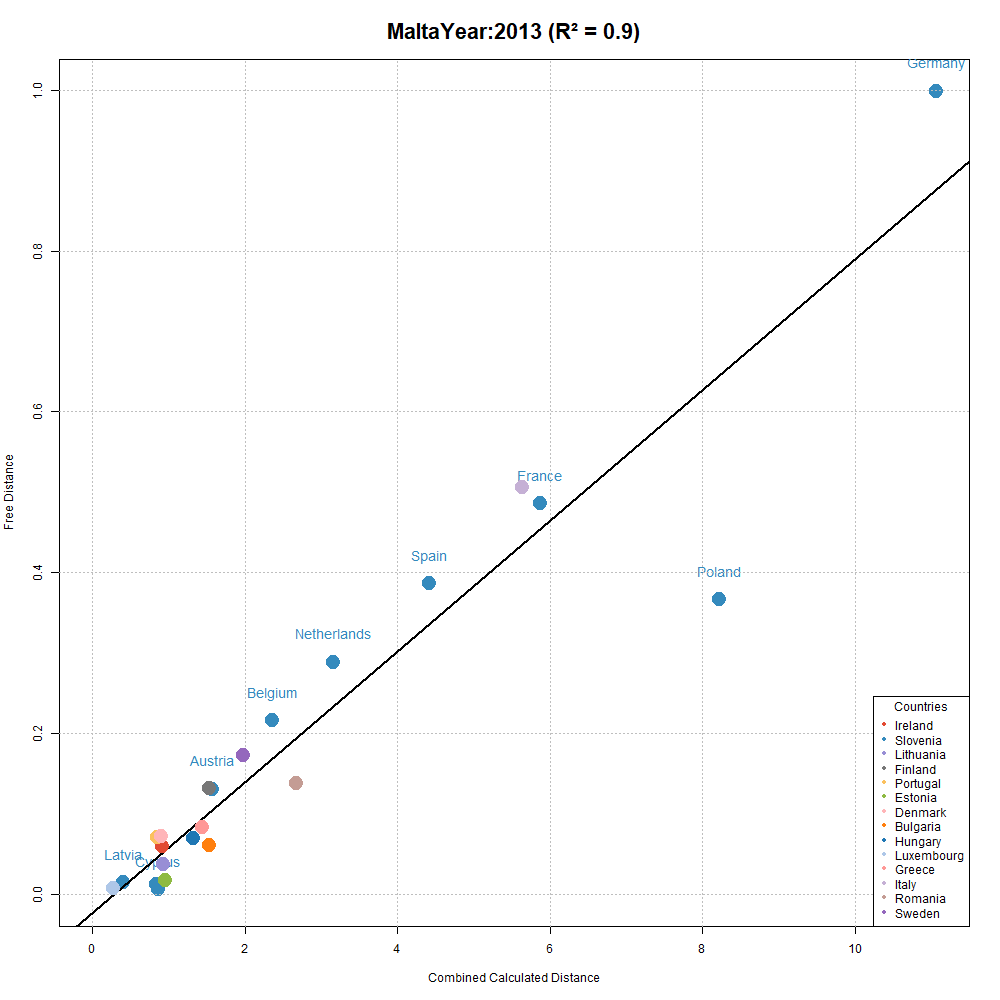 MaltaYear:2013 (R² = 0.9)
Germany
France
Spain
Poland
Netherlands
Belgium
Austria
Latvia
Cyprus
Free Distance
1.0
0.8
0.6
0.4
0.2
0.0
0
2
4
6
8
10
Combined Calculated Distance
Countries
Ireland
Slovenia
Lithuania
Finland
Portugal
Estonia
Denmark
Bulgaria
Hungary
Luxembourg
Greece
Italy
Romania
Sweden